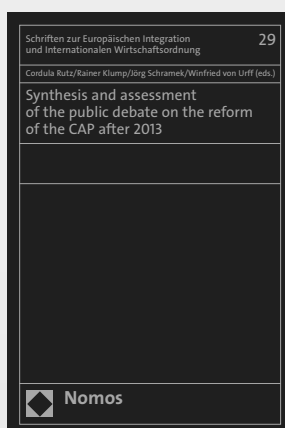 Schriften zur Europäischen Integration
und Internationalen Wirtschaftsordnung
29
Cordula Rutz/Rainer Klump/Jörg Schramek/Winfried von Urff (eds.)
Synthesis and assessment
of the public debate on the reform
of the CAP after 2013
Nomos